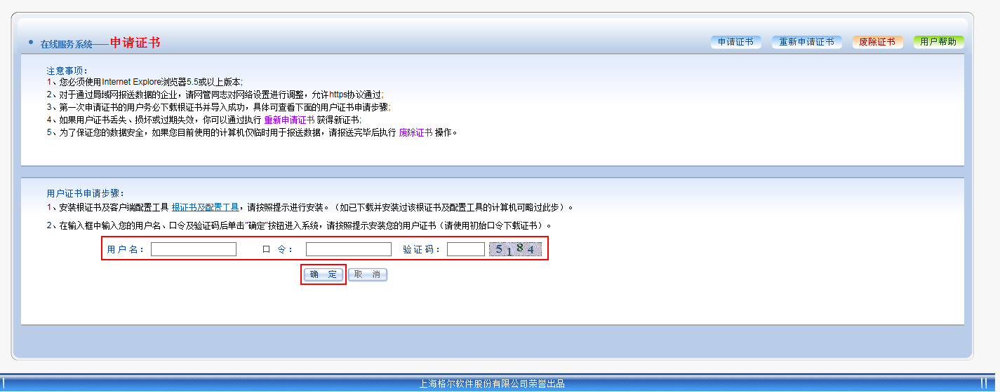 在线服务系统——申请证书
申请证书 重新申请证书 废除证书 用户帮助
注意事项：
1、您必须使用Internet Explore浏览器5.5或以上版本;
2、对于通过局域网报送数据的企业，请网管同志对网络设置进行调整，允许https协议通过;
3、第一次申请证书的用户务必下载根证书并导入成功，具体可查看下面的用户证书申请步骤;
4、如果用户证书丢失、损坏或过期失效，你可以通过执行 重新申请证书 获得新证书;
5、为了保证您的数据安全，如果您目前使用的计算机仅临时用于报送数据，请报送完毕后执行 废除证书 操作。
用户证书申请步骤：
1、安装根证书及客户端配置工具 根证书及配置工具，请按照提示进行安装。（如已下载并安装过该根证书及配置工具的计算机可略过此步）。
2、在输入框中输入您的用户名、口令及验证码后单击"确定"按钮进入系统，请按照提示安装您的用户证书（请使用初始口令下载证书）。
用户名： 口 令： 验证码： 5184
确 定 取 消
上海格尔软件股份有限公司荣誉出品